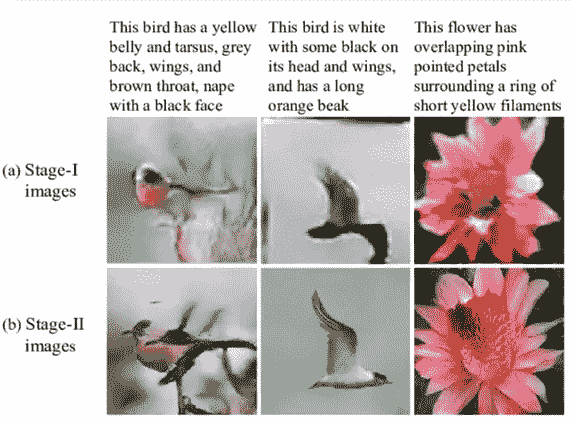 This bird has a yellow
belly and tarsus, grey
back, wings, and
brown throat, nape
with a black face
This bird is white
with some black on
its head and wings,
and has a long
orange beak
This flower has
overlapping pink
pointed petals
surrounding a ring of
short yellow filaments
(a) Stage-I
images
(b) Stage-II
images